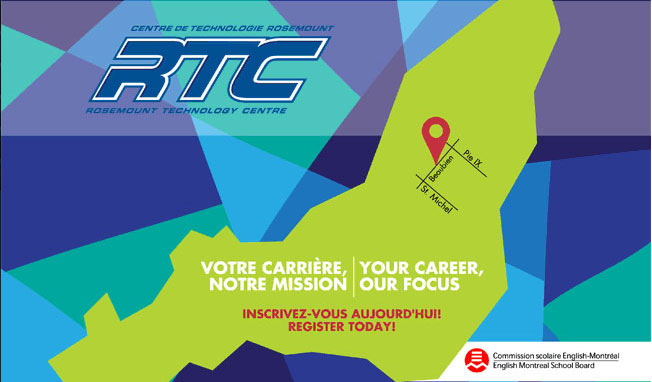 CENTRE DE TECHNOLOGIE ROSEMOUNT
RTC
ROSEMOUNT TECHNOLOGY CENTRE
Pie IX
Beaubien
St. Michel
VOTRE CARRIÈRE,
NOTRE MISSION
YOUR CAREER,
OUR FOCUS
INSCRIVEZ-VOUS AUJOURD'HUI!
REGISTER TODAY!
Commission scolaire English-Montréal
English Montreal School Board